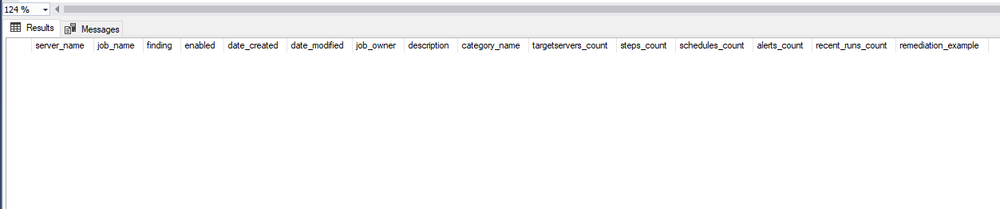 124 %
Results Messages
server_name job_name finding enabled date_created date_modified job_owner description category_name targetservers_count steps_count schedules_count alerts_count recent_runs_count remediation_example